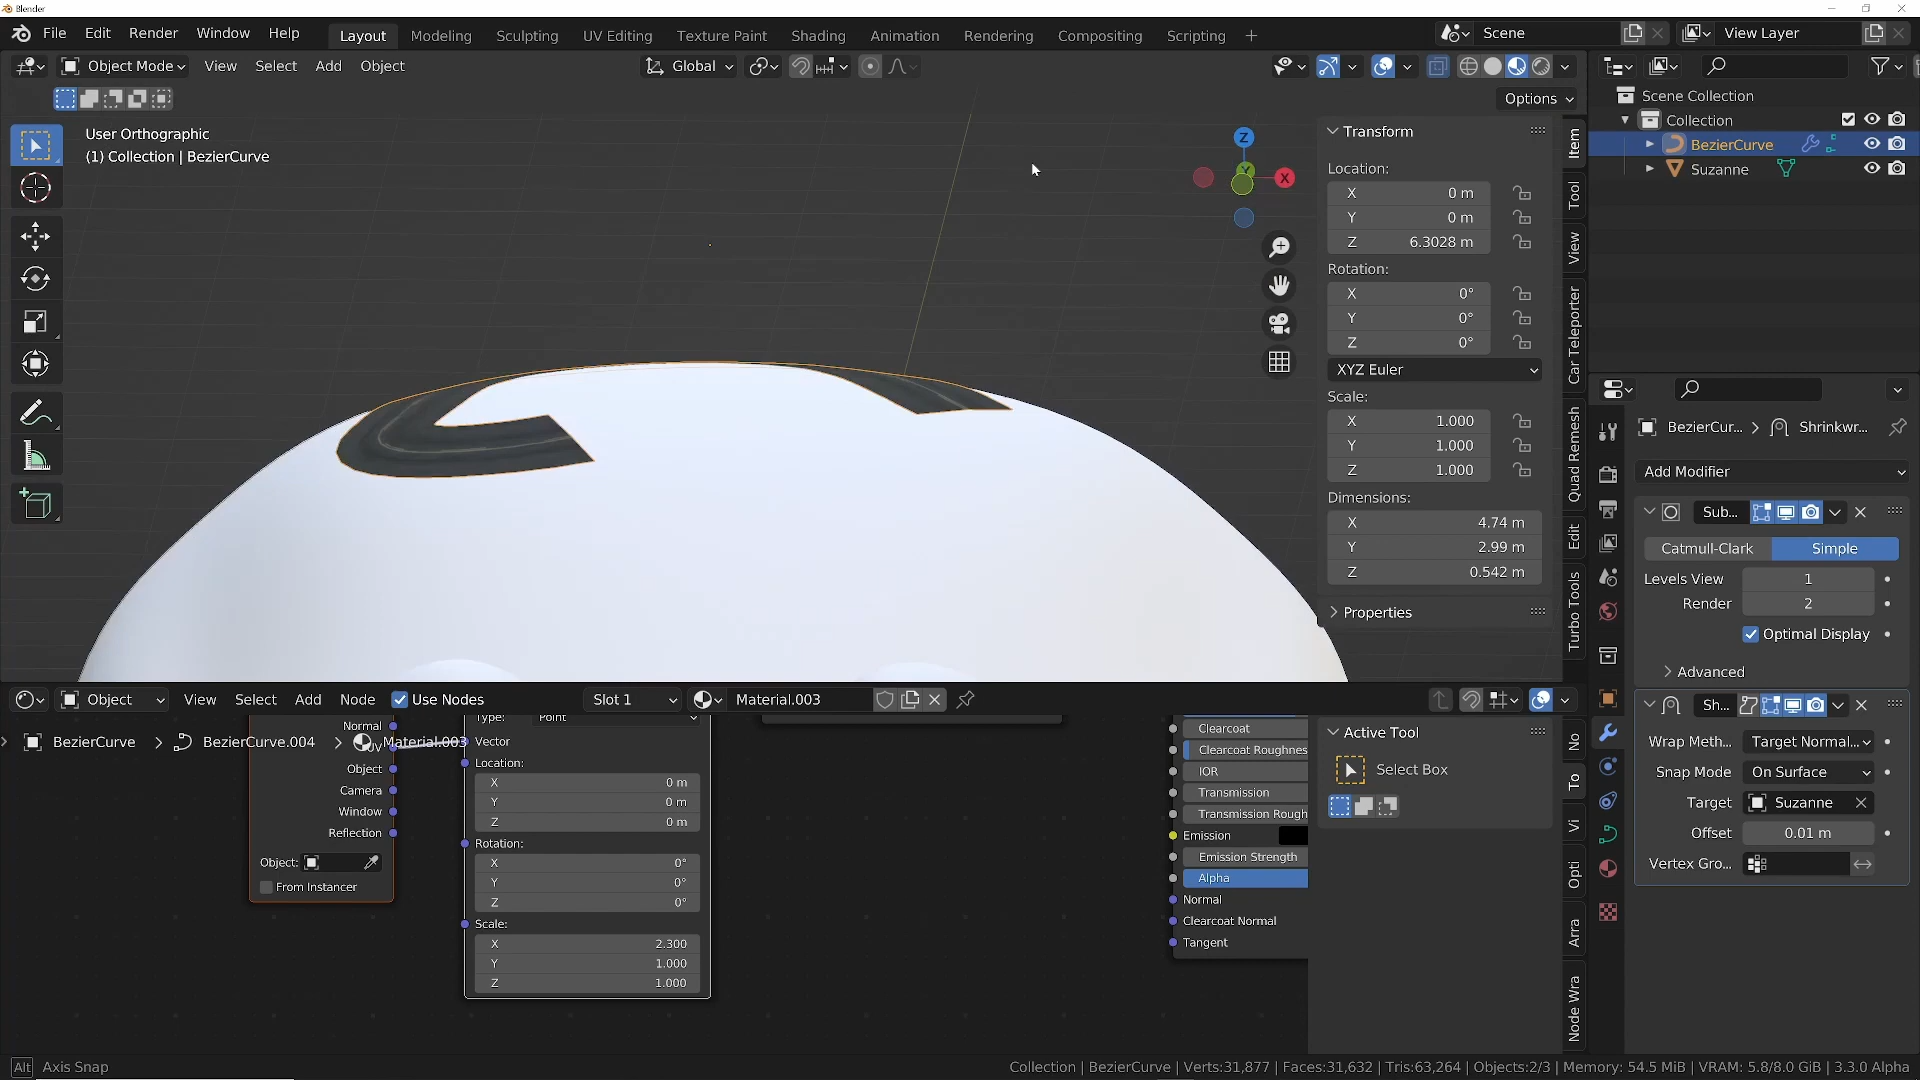 Blender
File Edit Render Window Help Layout Modeling Sculpting UV Editing Texture Paint Shading Animation Rendering Compositing Scripting + Scene View Layer
Object Mode View Select Add Object Global
Options
User Orthographic
(1) Collection | BezierCurve
Z
Y
X
Transform
Location:
X 0 m
Y 0 m
Z 6.3028 m
Rotation:
X 0°
Y 0°
Z 0°
XYZ Euler
Scale:
X 1.000
Y 1.000
Z 1.000
Dimensions:
X 4.74 m
Y 2.99 m
Z 0.542 m
Properties
Item
Tool
View
Car Teleporter
Quad Remesh
Edit
Turbo Tools
Scene Collection
Collection
BezierCurve
Suzanne
BezierCur... Shrinkwr...
Add Modifier
Sub...
Catmull-Clark Simple
Levels View 1
Render 2
Optimal Display
Advanced
Sh...
Wrap Meth... Target Normal...
Snap Mode On Surface
Target Suzanne
Offset 0.01 m
Vertex Gro...
Object View Select Add Node Use Nodes Slot 1 Material.003
BezierCurve BezierCurve.004 Material.003
Normal
UV
Object
Camera
Window
Reflection
Object:
From Instancer
Type: Point
Vector
Location:
X 0 m
Y 0 m
Z 0 m
Rotation:
X 0°
Y 0°
Z 0°
Scale:
X 2.300
Y 1.000
Z 1.000
Clearcoat
Clearcoat Roughnes
IOR
Transmission
Transmission Rough
Emission
Emission Strength
Alpha
Normal
Clearcoat Normal
Tangent
Active Tool
Select Box
No
To
Vi
Opti
Arra
Node Wra
Alt Axis Snap
Collection | BezierCurve | Verts:31,877 | Faces:31,632 | Tris:63,264 | Objects:2/3 | Memory: 54.5 MiB | VRAM: 5.8/8.0 GiB | 3.3.0 Alpha